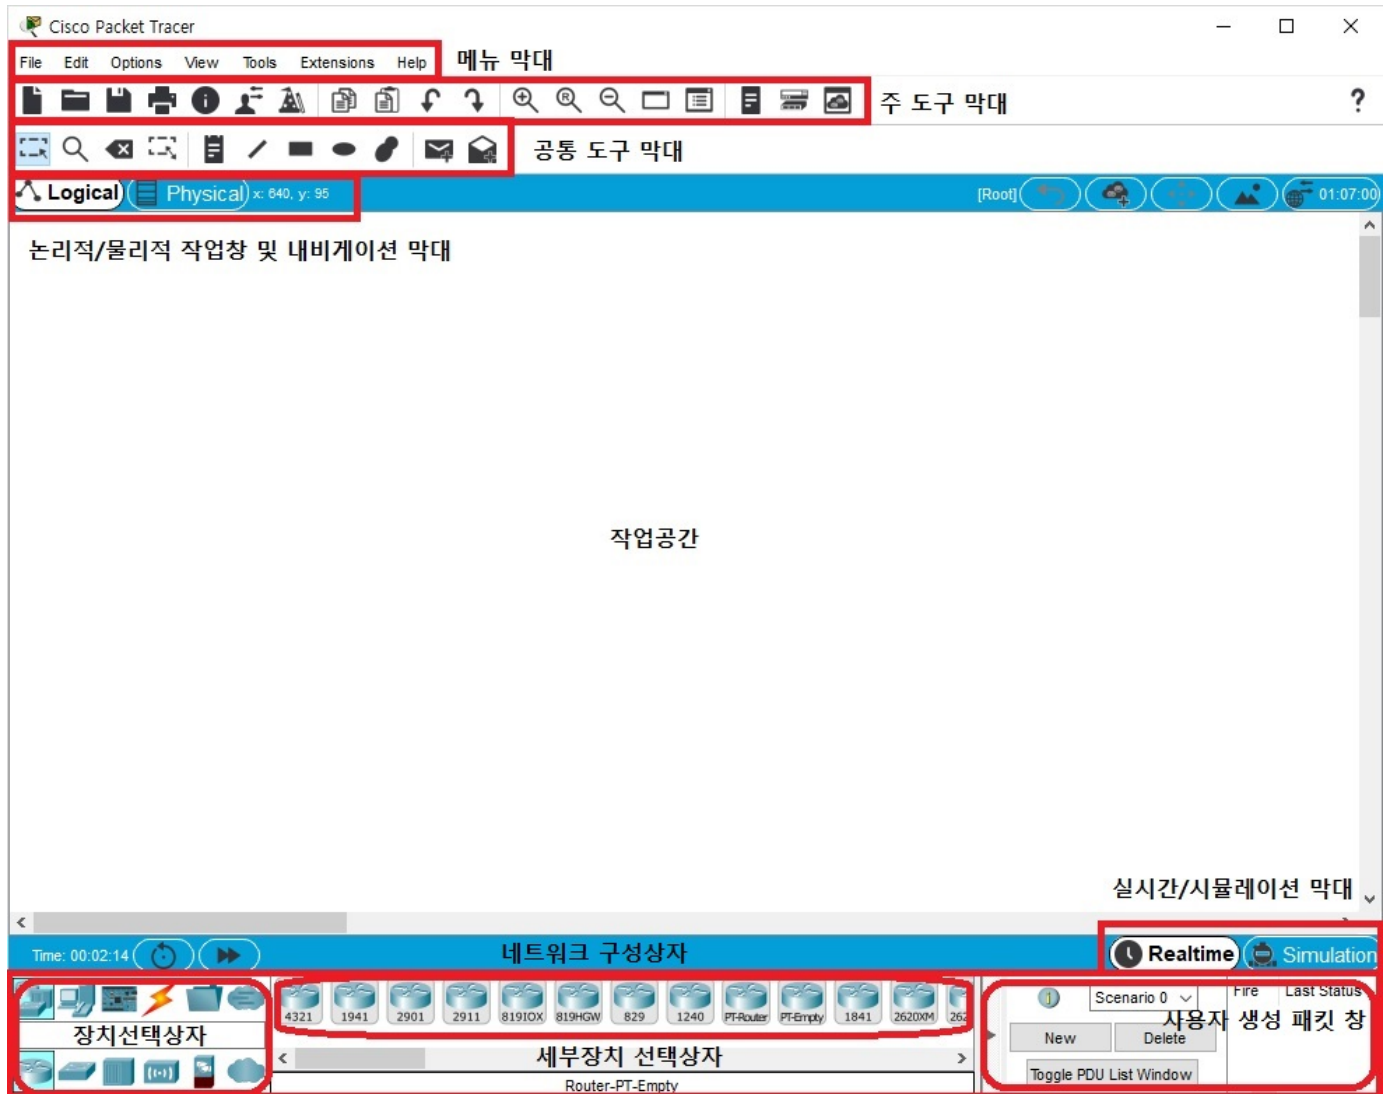 Cisco Packet Tracer
File Edit Options View Tools Extensions Help 메뉴 막대
주 도구 막대 ?
공통 도구 막대
Logical Physical x: 640, y: 95 [Root] 01:07:00
논리적/물리적 작업창 및 내비게이션 막대
작업공간
실시간/시뮬레이션 막대
Time: 00:02:14 네트워크 구성상자 Realtime Simulation
Scenario 0 Fire Last Status
4321 1941 2901 2911 819IOX 819HGW 829 1240 PT-Router PT-Empty 1841 2620XM 262
사용자 생성 패킷 창
장치선택상자 New Delete
세부장치 선택상자
Toggle PDU List Window
Router-PT-Empty